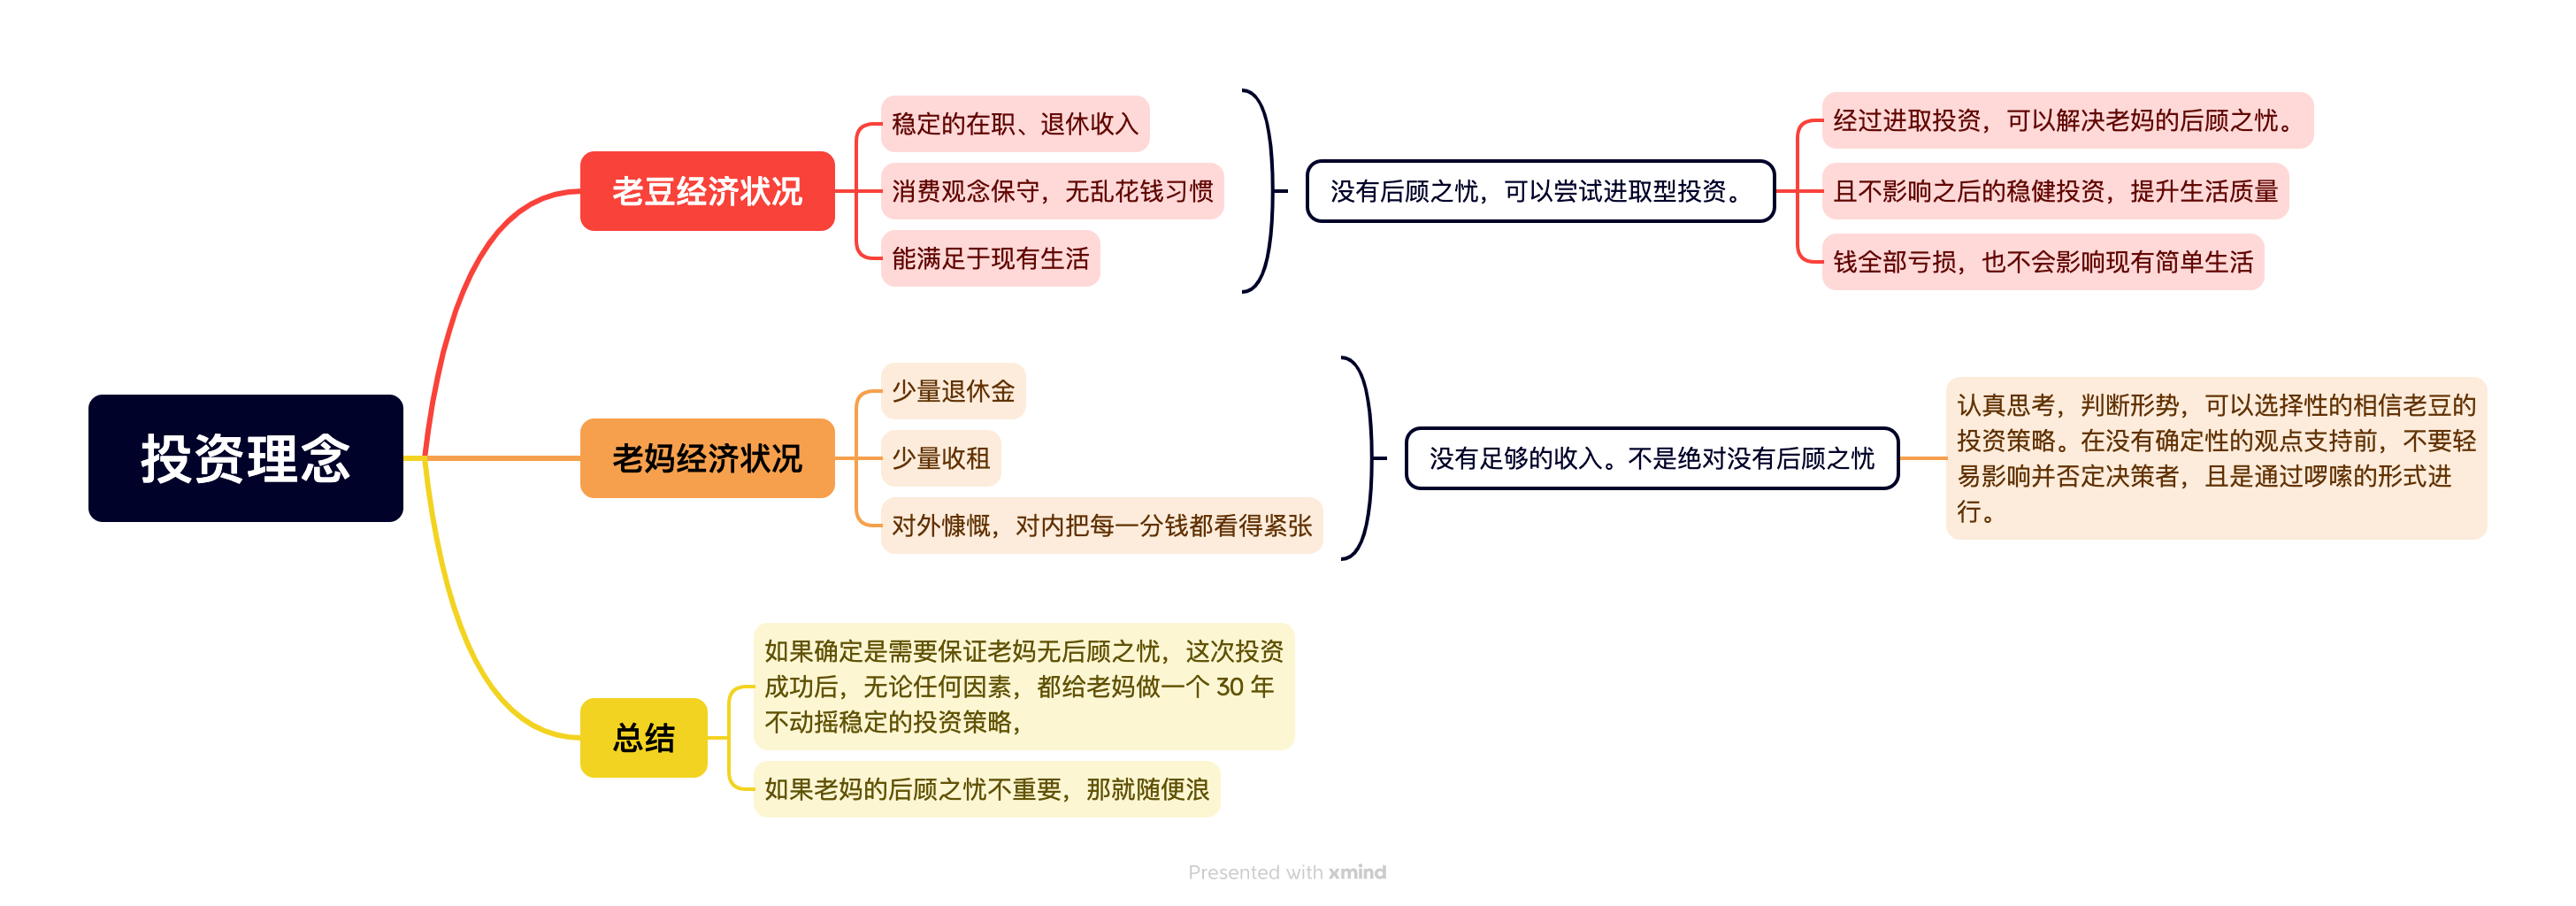 投资理念
老豆经济状况
稳定的在职、退休收入
消费观念保守，无乱花钱习惯
能满足于现有生活
没有后顾之忧，可以尝试进取型投资。
经过进取投资，可以解决老妈的后顾之忧。
且不影响之后的稳健投资，提升生活质量
钱全部亏损，也不会影响现有简单生活
老妈经济状况
少量退休金
少量收租
对外慷慨，对内把每一分钱都看得紧张
没有足够的收入。不是绝对没有后顾之忧
认真思考，判断形势，可以选择性的相信老豆的
投资策略。在没有确定性的观点支持前，不要轻
易影响并否定决策者，且是通过啰嗦的形式进
行。
总结
如果确定是需要保证老妈无后顾之忧，这次投资
成功后，无论任何因素，都给老妈做一个 30 年
不动摇稳定的投资策略，
如果老妈的后顾之忧不重要，那就随便浪
Presented with xmind